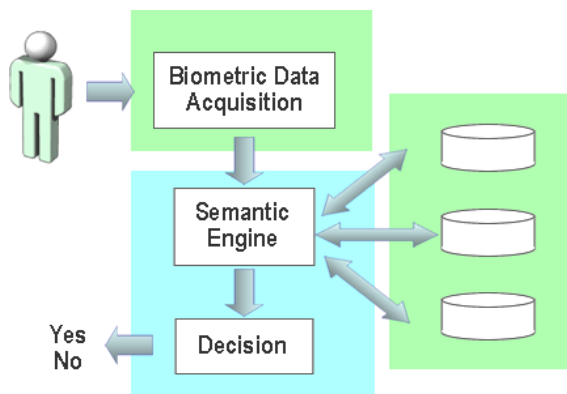 Biometric Data
Acquisition
Semantic
Engine
Decision
Yes
No